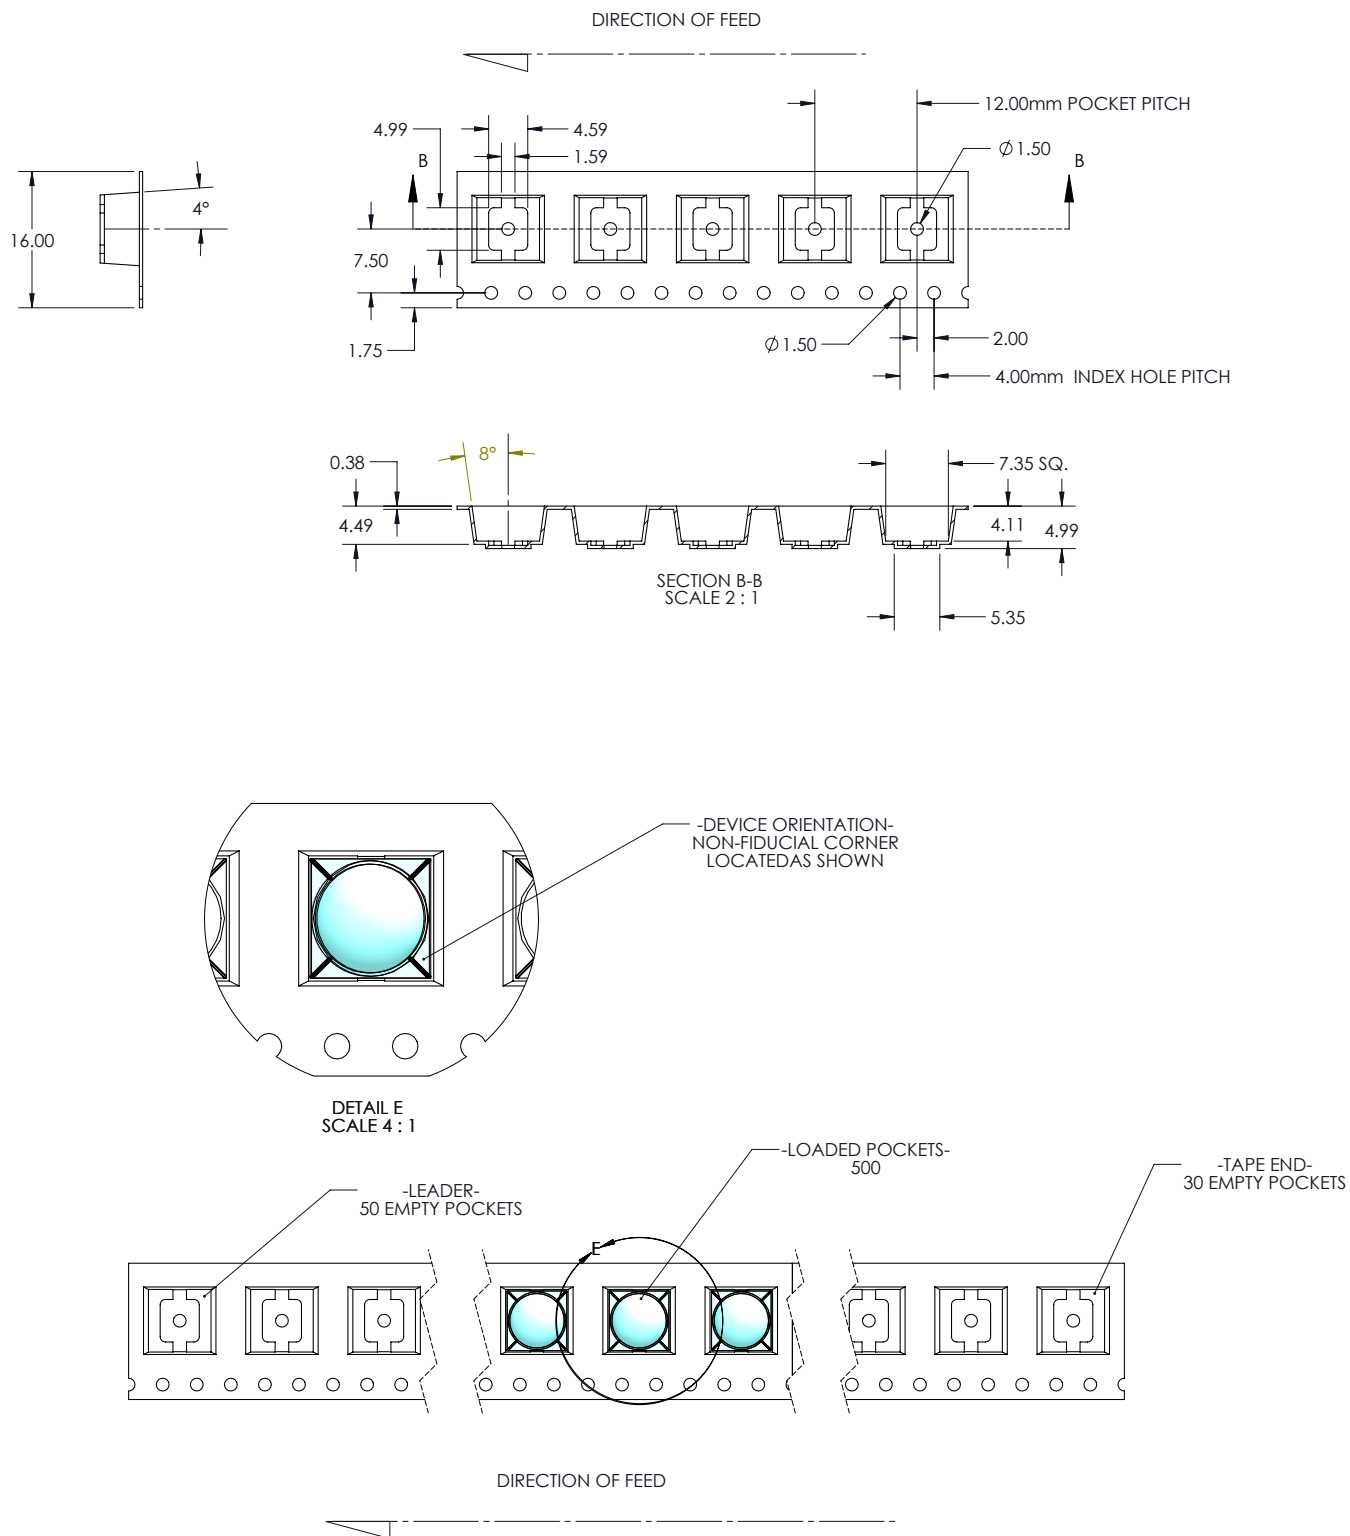 DIRECTION OF FEED
12.00mm POCKET PITCH
4.99
4.59
1.59
Ø1.50
B
B
4°
16.00
7.50
1.75
Ø1.50
2.00
4.00mm INDEX HOLE PITCH
8°
0.38
7.35 SQ.
4.49
4.11
4.99
SECTION B-B
SCALE 2 : 1
5.35
-DEVICE ORIENTATION-
NON-FIDUCIAL CORNER
LOCATEDAS SHOWN
DETAIL E
SCALE 4 : 1
-LOADED POCKETS-
500
-TAPE END-
30 EMPTY POCKETS
-LEADER-
50 EMPTY POCKETS
E
DIRECTION OF FEED